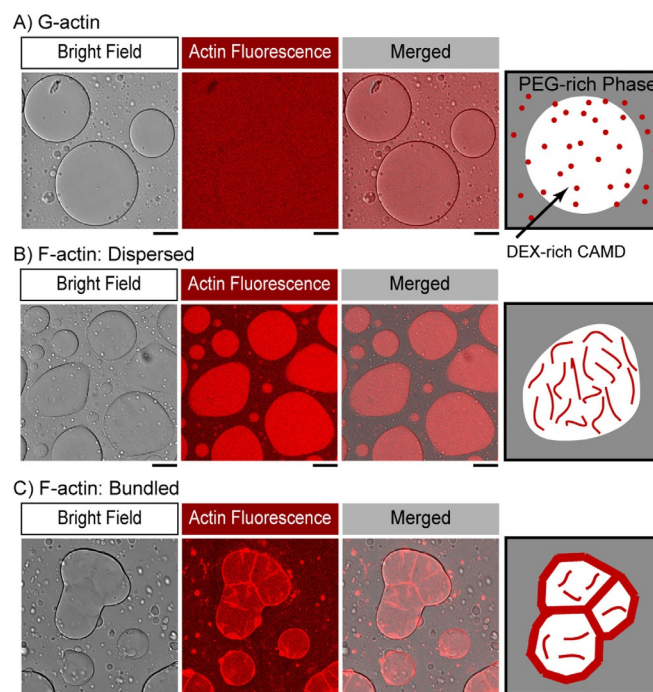 A) G-actin
Bright Field
Actin Fluorescence
Merged
PEG-rich Phase
DEX-rich CAMD
B) F-actin: Dispersed
Bright Field
Actin Fluorescence
Merged
C) F-actin: Bundled
Bright Field
Actin Fluorescence
Merged